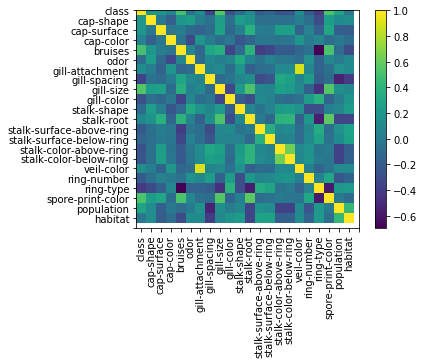 class
cap-shape
cap-surface
cap-color
bruises
odor
gill-attachment
gill-spacing
gill-size
gill-color
stalk-shape
stalk-root
stalk-surface-above-ring
stalk-surface-below-ring
stalk-color-above-ring
stalk-color-below-ring
veil-color
ring-number
ring-type
spore-print-color
population
habitat
class
cap-shape
cap-surface
cap-color
bruises
odor
gill-attachment
gill-spacing
gill-size
gill-color
stalk-shape
stalk-root
stalk-surface-above-ring
stalk-surface-below-ring
stalk-color-above-ring
stalk-color-below-ring
veil-color
ring-number
ring-type
spore-print-color
population
habitat
1.0
0.8
0.6
0.4
0.2
0.0
−0.2
−0.4
−0.6